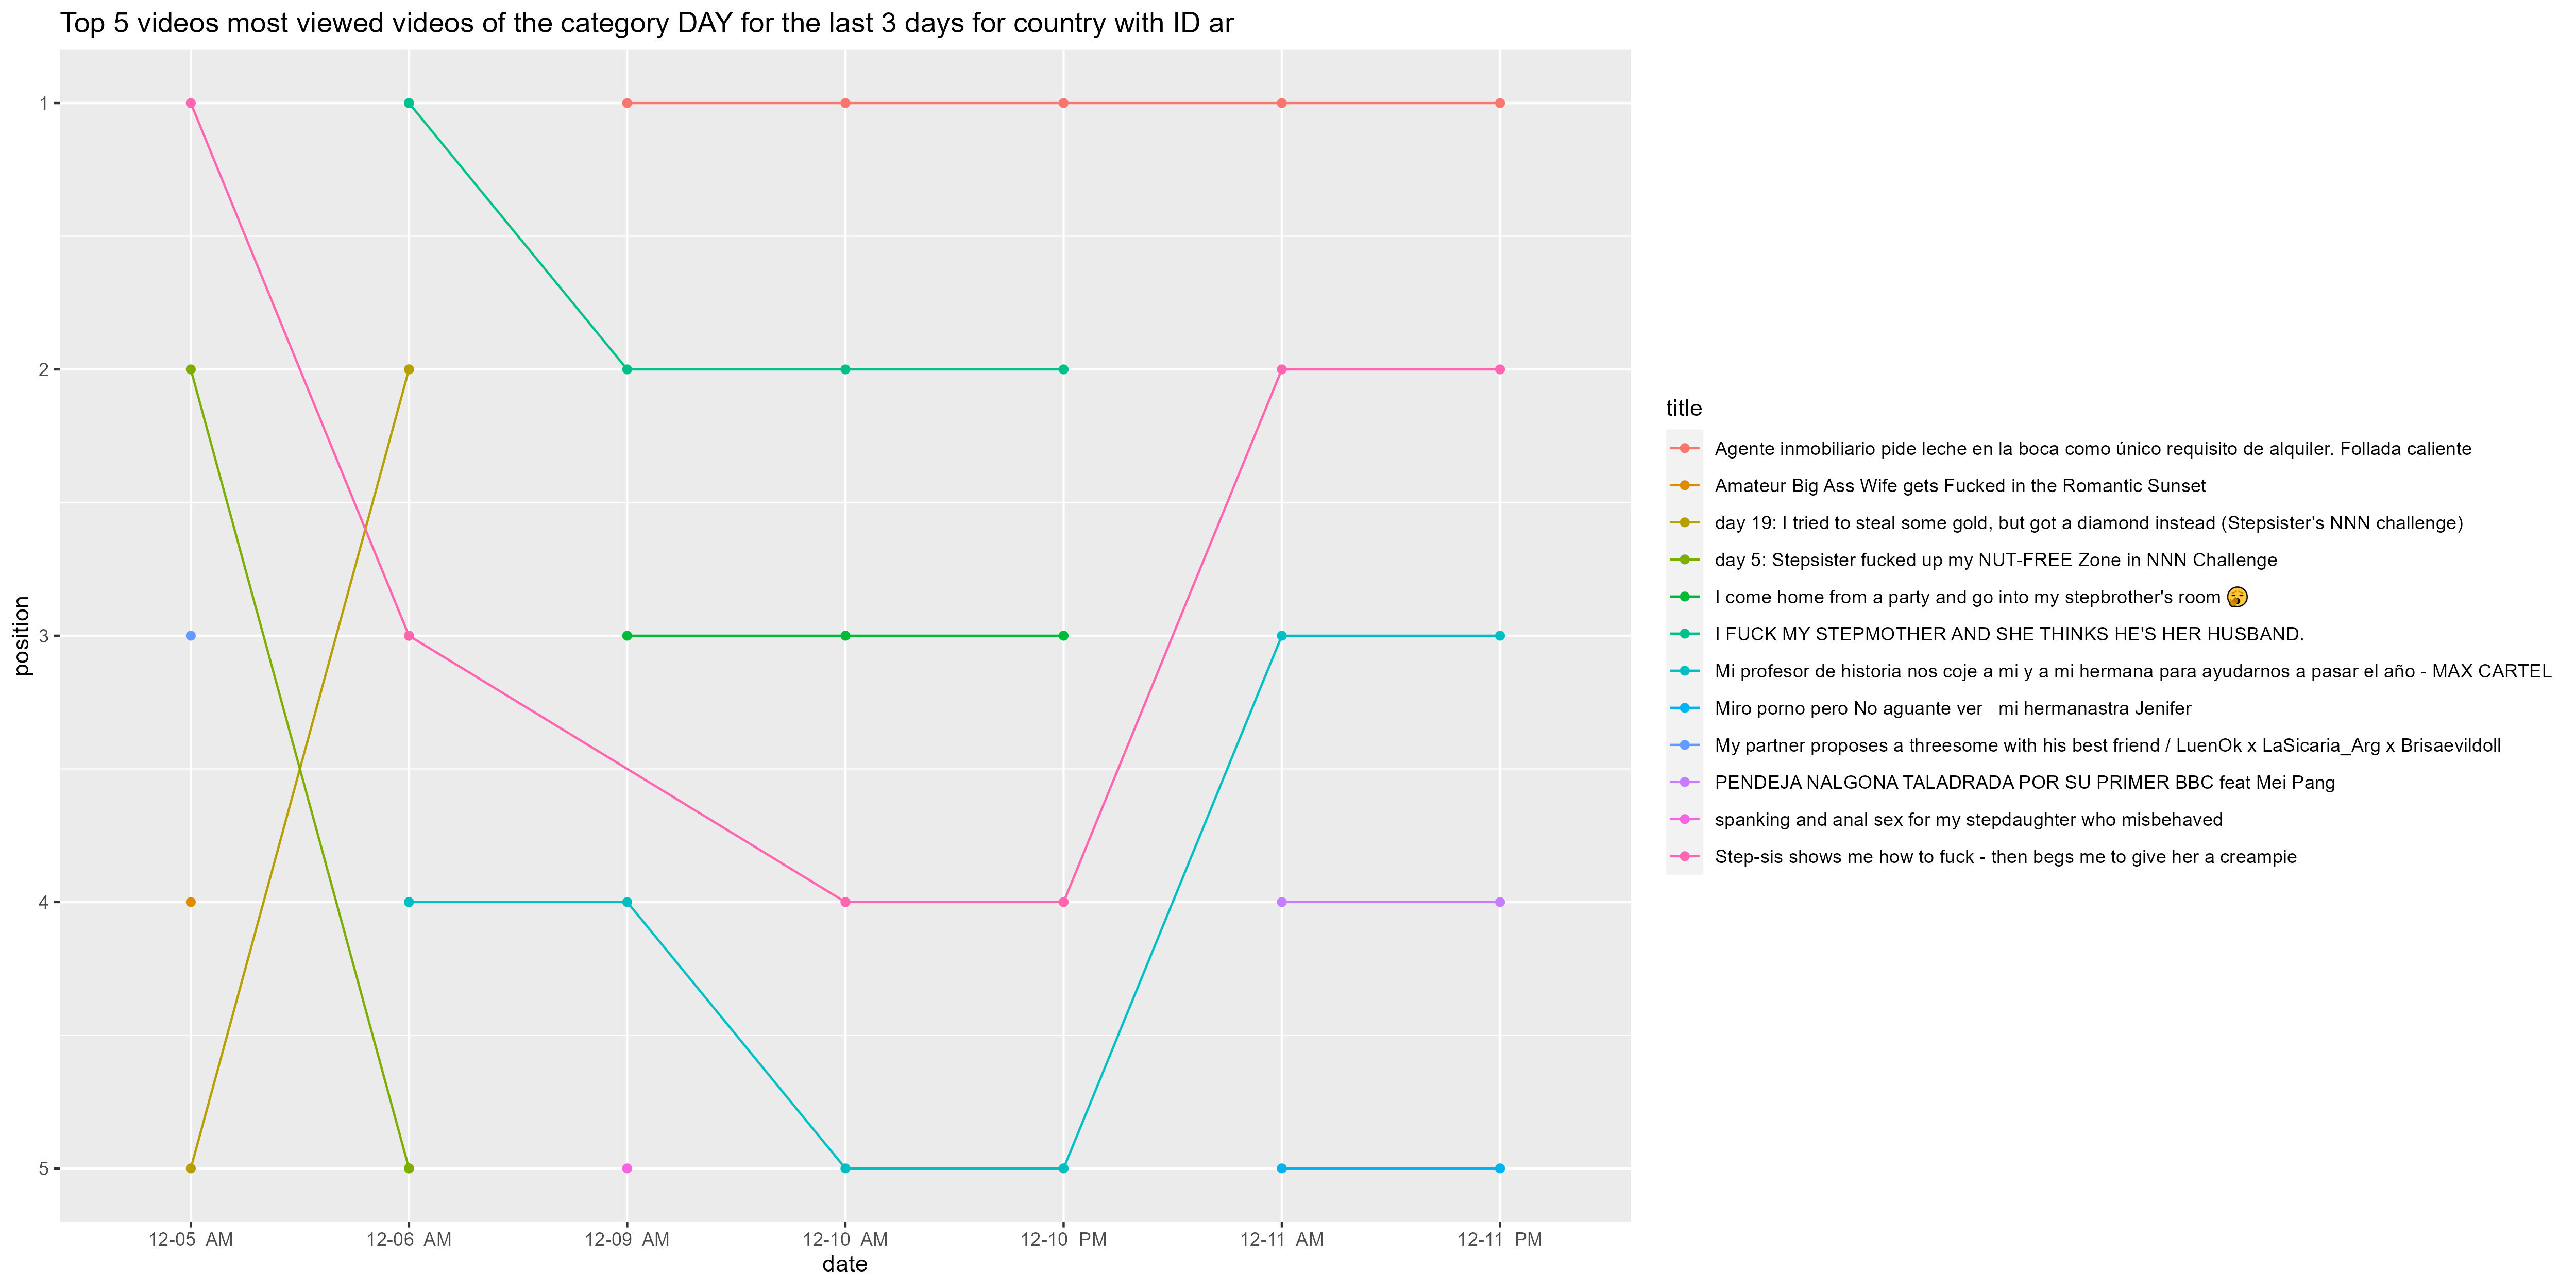 Top 5 videos most viewed videos of the category DAY for the last 3 days for country with ID ar
position
1
2
3
4
5
12-05 AM
12-06 AM
12-09 AM
12-10 AM
12-10 PM
12-11 AM
12-11 PM
date
title
Agente inmobiliario pide leche en la boca como único requisito de alquiler. Follada caliente
Amateur Big Ass Wife gets Fucked in the Romantic Sunset
day 19: I tried to steal some gold, but got a diamond instead (Stepsister's NNN challenge)
day 5: Stepsister fucked up my NUT-FREE Zone in NNN Challenge
I come home from a party and go into my stepbrother's room 🥱
I FUCK MY STEPMOTHER AND SHE THINKS HE'S HER HUSBAND.
Mi profesor de historia nos coje a mi y a mi hermana para ayudarnos a pasar el año - MAX CARTEL
Miro porno pero No aguante ver mi hermanastra Jenifer
My partner proposes a threesome with his best friend / LuenOk x LaSicaria_Arg x Brisaevildoll
PENDEJA NALGONA TALADRADA POR SU PRIMER BBC feat Mei Pang
spanking and anal sex for my stepdaughter who misbehaved
Step-sis shows me how to fuck - then begs me to give her a creampie